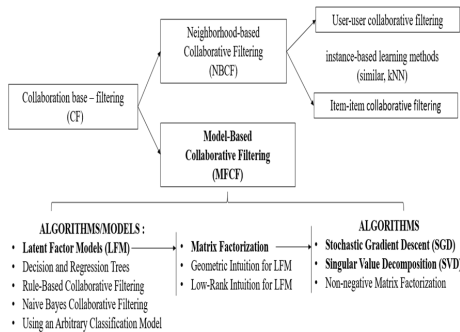 Neighborhood-based
Collaborative Filtering
(NBCF)
User-user collaborative filtering
instance-based learning methods
(similar, kNN)
Item-item collaborative filtering
Collaboration base – filtering
(CF)
Model-Based
Collaborative Filtering
(MFCF)
ALGORITHMS/MODELS :
• Latent Factor Models (LFM)
• Decision and Regression Trees
• Rule-Based Collaborative Filtering
• Naive Bayes Collaborative Filtering
• Using an Arbitrary Classification Model
• Matrix Factorization
• Geometric Intuition for LFM
• Low-Rank Intuition for LFM
ALGORITHMS
• Stochastic Gradient Descent (SGD)
• Singular Value Decomposition (SVD)
• Non-negative Matrix Factorization